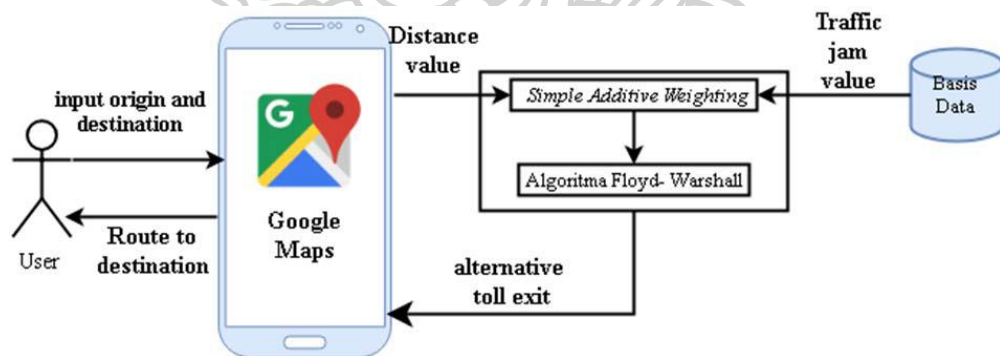 input origin and
destination
User
Route to
destination
G
Google
Maps
Distance
value
Simple Additive Weighting
Algoritma Floyd- Warshall
alternative
toll exit
Traffic
jam
value
Basis
Data